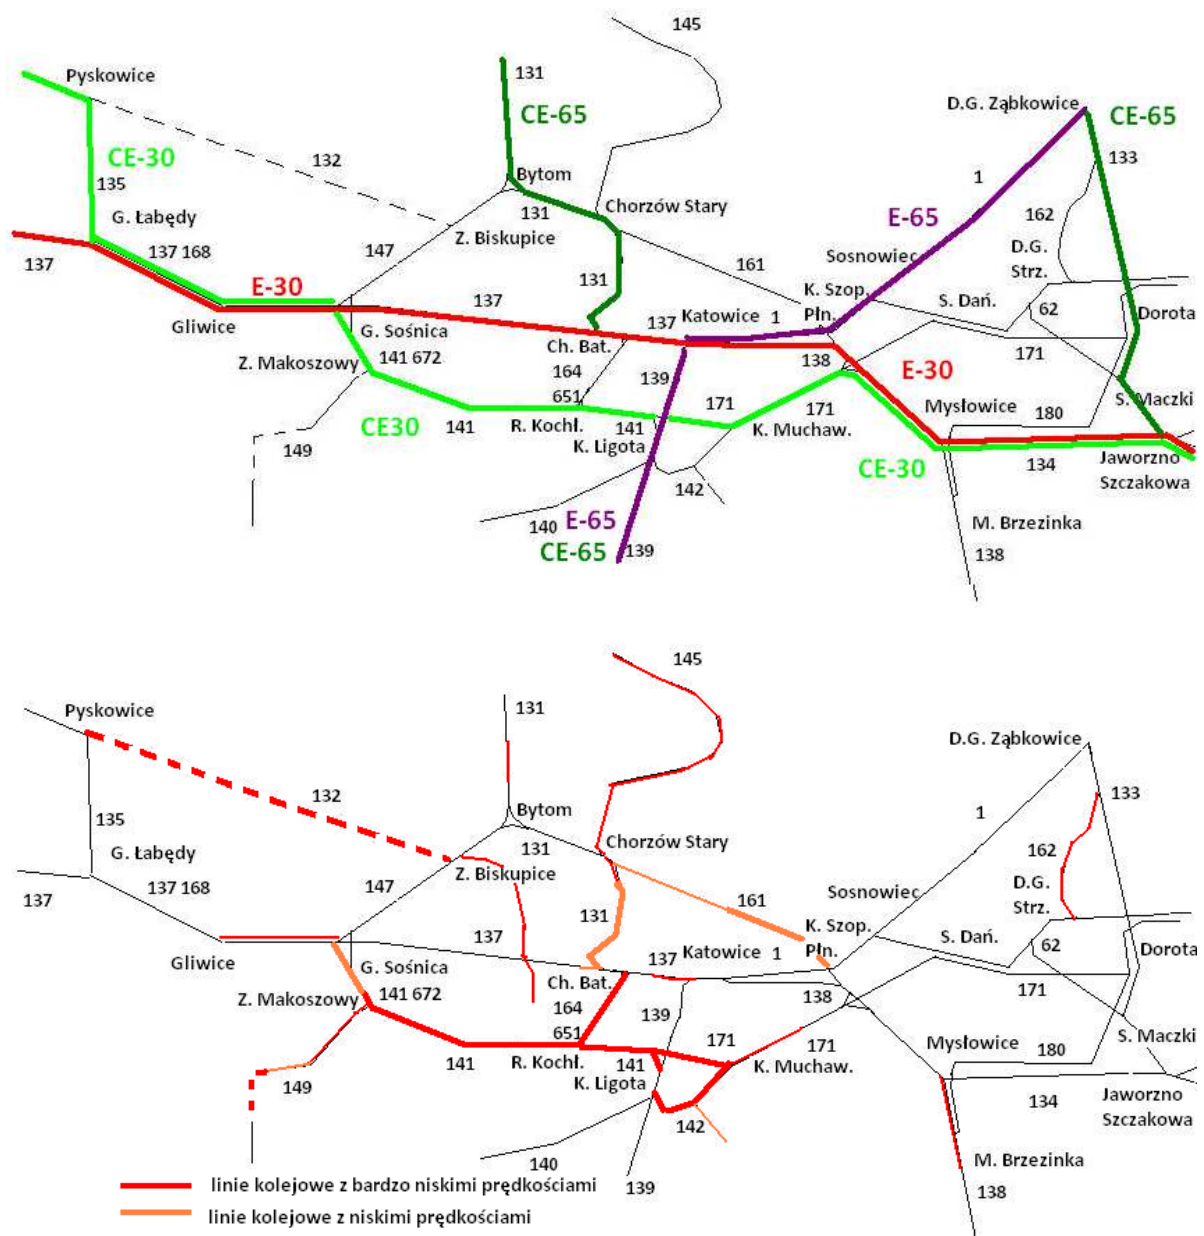 145
Pyskowice
131
D.G. Ząbkowice
CE-65
CE-65
CE-30
132
133
Bytom
1
135
131
Chorzów Stary
162
G. Łabędy
Z. Biskupice
E-65
137 168
147
Sosnowiec
D.G.
137
161
Strz.
131
E-30
137
K. Szop.
S. Dań.
62
Dorota
Gliwice
G. Sośnica
137
Katowice
1
Płn.
Ch. Bat.
171
Z. Makoszowy
141 672
164
139
138
E-30
651
171
171
Mysłowice
180
S. Maczki
CE30
141
R. Kochł.
141
K. Muchaw.
149
K. Ligota
CE-30
134
Jaworzno
Szczakowa
142
140
E-65
M. Brzezinka
CE-65
139
138
145
Pyskowice
131
D.G. Ząbkowice
132
133
Bytom
1
135
131
Chorzów Stary
162
G. Łabędy
Z. Biskupice
137 168
147
Sosnowiec
D.G.
137
161
Strz.
131
137
K. Szop.
S. Dań.
62
Dorota
Gliwice
G. Sośnica
137
Katowice
1
Płn.
Ch. Bat.
171
Z. Makoszowy
141 672
164
139
138
651
171
171
Mysłowice
180
S. Maczki
141
R. Kochł.
141
K. Muchaw.
149
K. Ligota
134
Jaworzno
Szczakowa
142
140
M. Brzezinka
139
138
linie kolejowe z bardzo niskimi prędkościami
linie kolejowe z niskimi prędkościami